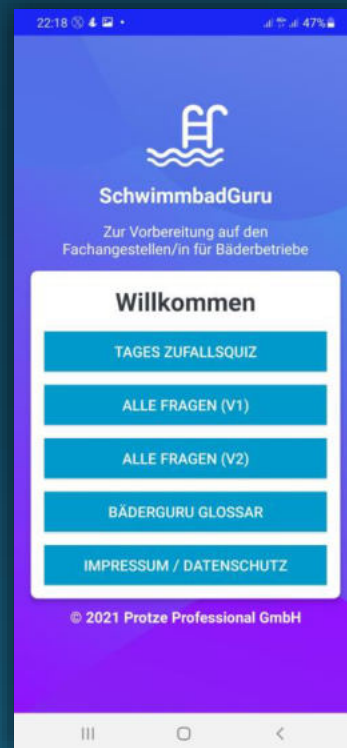 22:18 47%
SchwimmbadGuru
Zur Vorbereitung auf den
Fachangestellen/in für Bäderbetriebe
Willkommen
TAGES ZUFALLSQUIZ
ALLE FRAGEN (V1)
ALLE FRAGEN (V2)
BÄDERGURU GLOSSAR
IMPRESSUM / DATENSCHUTZ
© 2021 Protze Professional GmbH